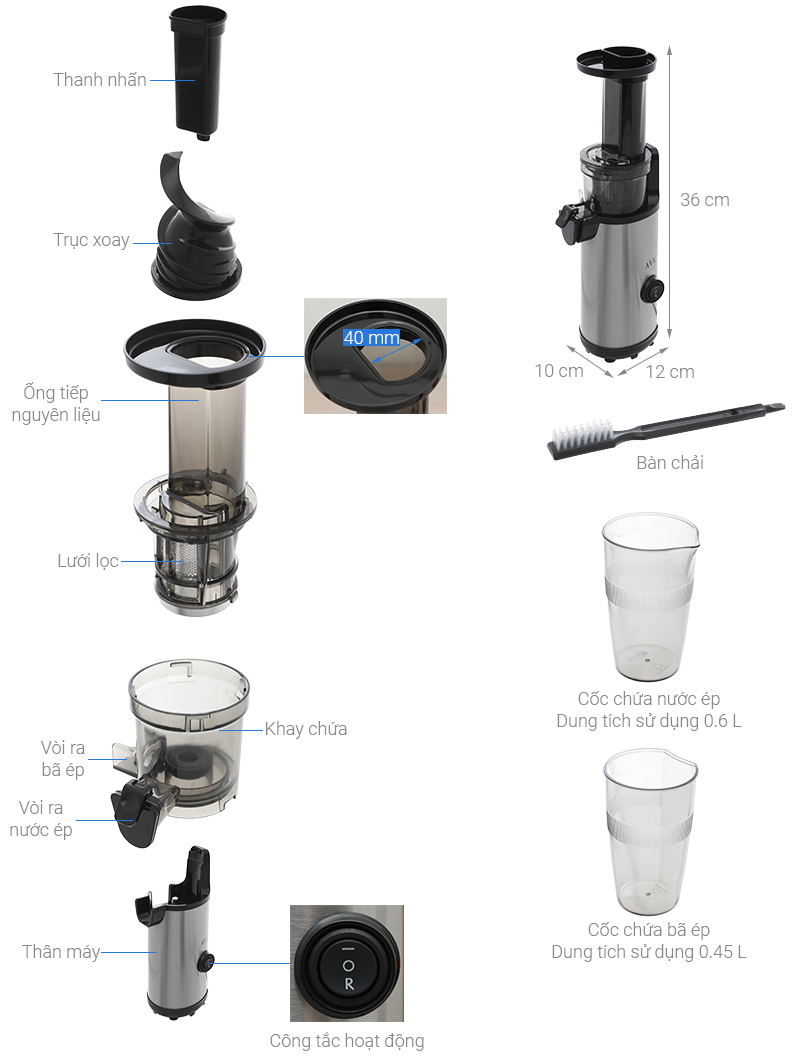 Thanh nhấn
Trục xoay
40 mm
Ống tiếp
nguyên liệu
Lưới lọc
Khay chứa
Vòi ra
bã ép
Vòi ra
nước ép
Thân máy
I
O
R
Công tắc hoạt động
36 cm
10 cm
12 cm
Bàn chải
Cốc chứa nước ép
Dung tích sử dụng 0.6 L
Cốc chứa bã ép
Dung tích sử dụng 0.45 L